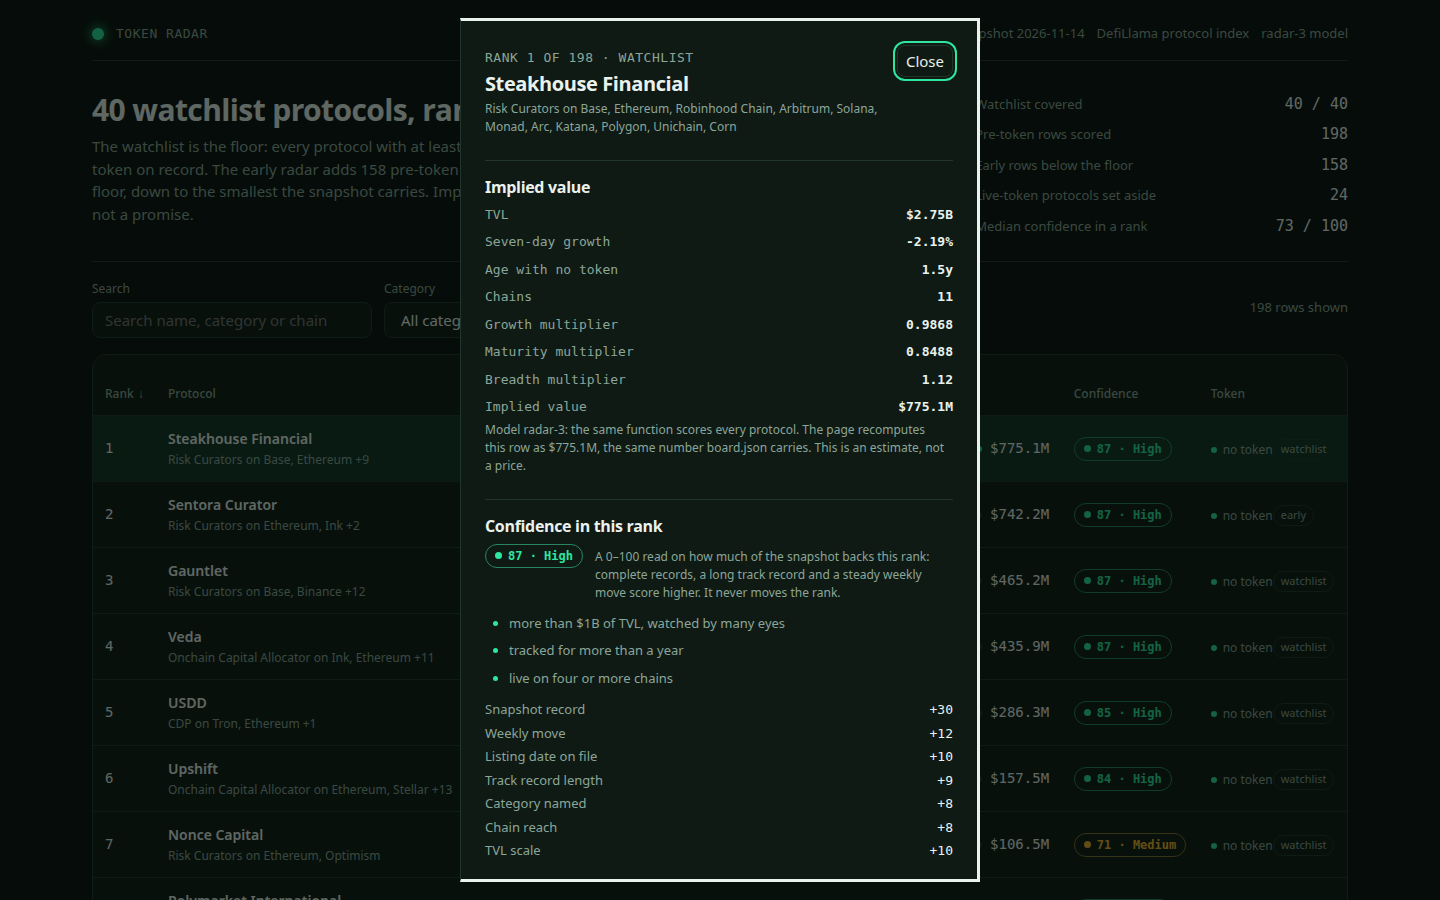 TOKEN RADAR
pshot 2026-11-14 DefiLlama protocol index radar-3 model
40 watchlist protocols, ran
The watchlist is the floor: every protocol with at least
token on record. The early radar adds 158 pre-token
floor, down to the smallest the snapshot carries. Imp
not a promise.
Watchlist covered 40 / 40
Pre-token rows scored 198
Early rows below the floor 158
Live-token protocols set aside 24
Median confidence in a rank 73 / 100
Search
Search name, category or chain
Category
All categ
198 rows shown
Rank ↓ Protocol Confidence Token
1 Steakhouse Financial $775.1M 87 · High no token watchlist
Risk Curators on Base, Ethereum +9
2 Sentora Curator $742.2M 87 · High no token early
Risk Curators on Ethereum, Ink +2
3 Gauntlet $465.2M 87 · High no token watchlist
Risk Curators on Base, Binance +12
4 Veda $435.9M 87 · High no token watchlist
Onchain Capital Allocator on Ink, Ethereum +11
5 USDD $286.3M 85 · High no token watchlist
CDP on Tron, Ethereum +1
6 Upshift $157.5M 84 · High no token watchlist
Onchain Capital Allocator on Ethereum, Stellar +13
7 Nonce Capital $106.5M 71 · Medium no token watchlist
Risk Curators on Ethereum, Optimism
Polymarket International
RANK 1 OF 198 · WATCHLIST
Close
Steakhouse Financial
Risk Curators on Base, Ethereum, Robinhood Chain, Arbitrum, Solana,
Monad, Arc, Katana, Polygon, Unichain, Corn
Implied value
TVL $2.75B
Seven-day growth -2.19%
Age with no token 1.5y
Chains 11
Growth multiplier 0.9868
Maturity multiplier 0.8488
Breadth multiplier 1.12
Implied value $775.1M
Model radar-3: the same function scores every protocol. The page recomputes
this row as $775.1M, the same number board.json carries. This is an estimate, not
a price.
Confidence in this rank
87 · High
A 0–100 read on how much of the snapshot backs this rank:
complete records, a long track record and a steady weekly
move score higher. It never moves the rank.
more than $1B of TVL, watched by many eyes
tracked for more than a year
live on four or more chains
Snapshot record +30
Weekly move +12
Listing date on file +10
Track record length +9
Category named +8
Chain reach +8
TVL scale +10